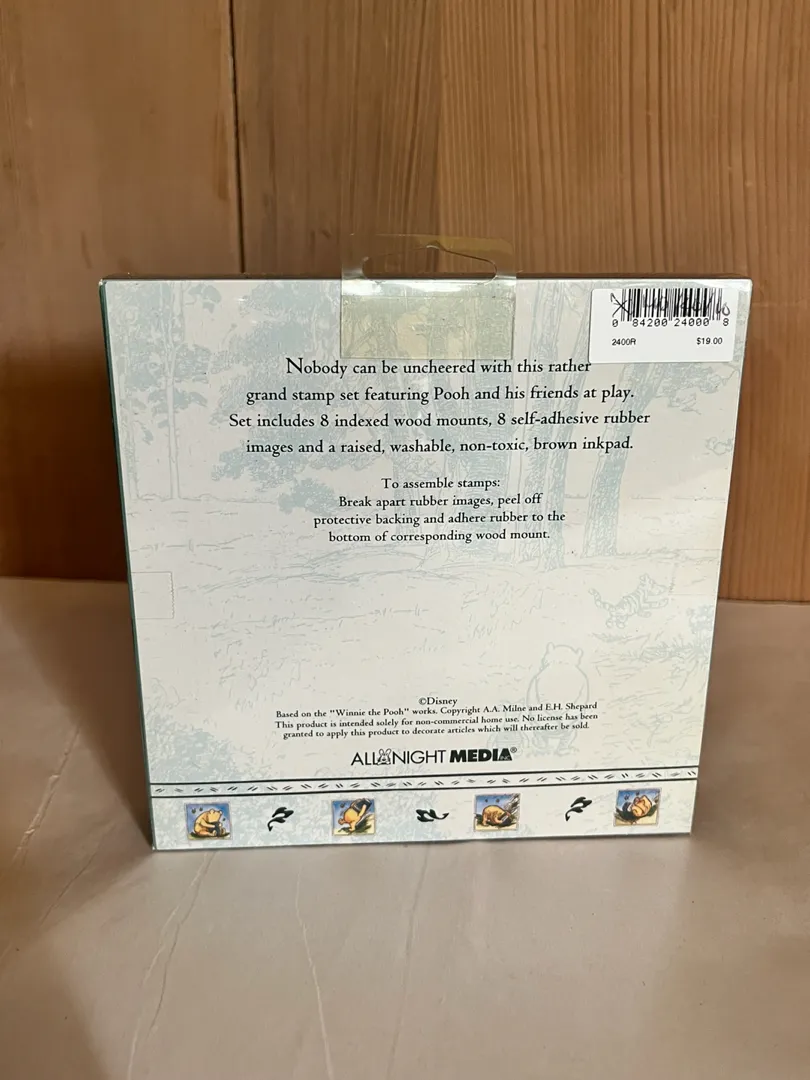 0 84200 24000 8
2400R $19.00
Nobody can be uncheered with this rather
grand stamp set featuring Pooh and his friends at play.
Set includes 8 indexed wood mounts, 8 self-adhesive rubber
images and a raised, washable, non-toxic, brown inkpad.
To assemble stamps:
Break apart rubber images, peel off
protective backing and adhere rubber to the
bottom of corresponding wood mount.
©Disney
Based on the "Winnie the Pooh" works. Copyright A.A. Milne and E.H. Shepard
This product is intended solely for non-commercial home use. No license has been
granted to apply this product to decorate articles which will thereafter be sold.
ALL NIGHT MEDIA®